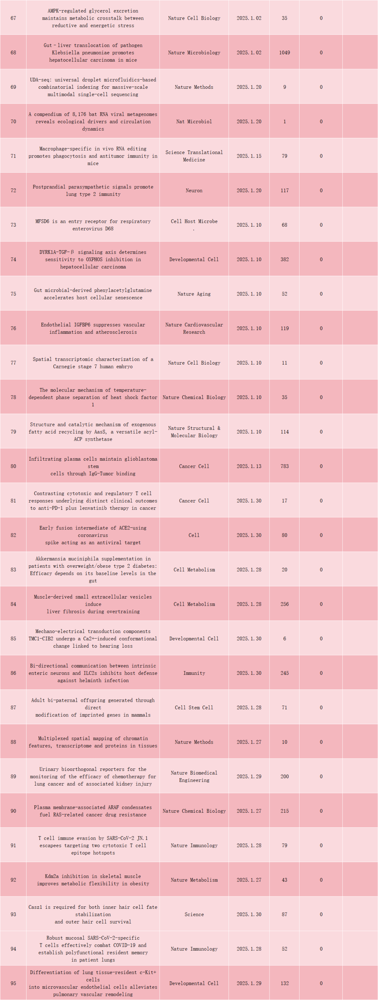 67
AMPK-regulated glycerol excretion
maintains metabolic crosstalk between
reductive and energetic stress
Nature Cell Biology
2025.1.02
35
0
68
Gut–liver translocation of pathogen
Klebsiella pneumoniae promotes
hepatocellular carcinoma in mice
Nature Microbiology
2025.1.02
1049
0
69
UDA-seq: universal droplet microfluidics-based
combinatorial indexing for massive-scale
multimodal single-cell sequencing
Nature Methods
2025.1.20
9
0
70
A compendium of 8,176 bat RNA viral metagenomes
reveals ecological drivers and circulation
dynamics
Nat Microbiol
2025.1.20
1
0
71
Macrophage-specific in vivo RNA editing
promotes phagocytosis and antitumor immunity in
mice
Science Translational
Medicine
2025.1.15
79
0
72
Postprandial parasympathetic signals promote
lung type 2 immunity
Neuron
2025.1.20
117
0
73
MFSD6 is an entry receptor for respiratory
enterovirus D68
Cell Host Microbe
.
2025.1.10
68
0
74
DYRK1A-TGF-β signaling axis determines
sensitivity to OXPHOS inhibition in
hepatocellular carcinoma
Developmental Cell
2025.1.10
382
0
75
Gut microbial-derived phenylacetylglutamine
accelerates host cellular senescence
Nature Aging
2025.1.10
52
0
76
Endothelial IGFBP6 suppresses vascular
inflammation and atherosclerosis
Nature Cardiovascular
Research
2025.1.10
119
0
77
Spatial transcriptomic characterization of a
Carnegie stage 7 human embryo
Nature Cell Biology
2025.1.10
11
0
78
The molecular mechanism of temperature-
dependent phase separation of heat shock factor
1
Nature Chemical Biology
2025.1.10
35
0
79
Structure and catalytic mechanism of exogenous
fatty acid recycling by AasS, a versatile acyl-
ACP synthetase
Nature Structural &
Molecular Biology
2025.1.10
114
0
80
Infiltrating plasma cells maintain glioblastoma
stem
cells through IgG-Tumor binding
Cancer Cell
2025.1.13
783
0
81
Contrasting cytotoxic and regulatory T cell
responses underlying distinct clinical outcomes
to anti-PD-1 plus lenvatinib therapy in cancer
Cancer Cell
2025.1.30
17
0
82
Early fusion intermediate of ACE2-using
coronavirus
spike acting as an antiviral target
Cell
2025.1.30
80
0
83
Akkermansia muciniphila supplementation in
patients with overweight/obese type 2 diabetes:
Efficacy depends on its baseline levels in the
gut
Cell Metabolism
2025.1.28
20
0
84
Muscle-derived small extracellular vesicles
induce
liver fibrosis during overtraining
Cell Metabolism
2025.1.28
256
0
85
Mechano-electrical transduction components
TMC1-CIB2 undergo a Ca2+-induced conformational
change linked to hearing loss
Developmental Cell
2025.1.30
6
0
86
Bi-directional communication between intrinsic
enteric neurons and ILC2s inhibits host defense
against helminth infection
Immunity
2025.1.30
245
0
87
Adult bi-paternal offspring generated through
direct
modification of imprinted genes in mammals
Cell Stem Cell
2025.1.28
71
0
88
Multiplexed spatial mapping of chromatin
features, transcriptome and proteins in tissues
Nature Methods
2025.1.27
10
0
89
Urinary bioorthogonal reporters for the
monitoring of the efficacy of chemotherapy for
lung cancer and of associated kidney injury
Nature Biomedical
Engineering
2025.1.29
200
0
90
Plasma membrane-associated ARAF condensates
fuel RAS-related cancer drug resistance
Nature Chemical Biology
2025.1.27
215
0
91
T cell immune evasion by SARS-CoV-2 JN.1
escapees targeting two cytotoxic T cell
epitope hotspots
Nature Immunology
2025.1.28
79
0
92
Kdm2a inhibition in skeletal muscle
improves metabolic flexibility in obesity
Nature Metabolism
2025.1.27
43
0
93
Casz1 is required for both inner hair cell fate
stabilization
and outer hair cell survival
Science
2025.1.30
87
0
94
Robust mucosal SARS-CoV-2-specific
T cells effectively combat COVID-19 and
establish polyfunctional resident memory
in patient lungs
Nature Immunology
2025.1.28
52
0
95
Differentiation of lung tissue-resident c-Kit+
cells
into microvascular endothelial cells alleviates
pulmonary vascular remodeling
Developmental Cell
2025.1.29
132
0